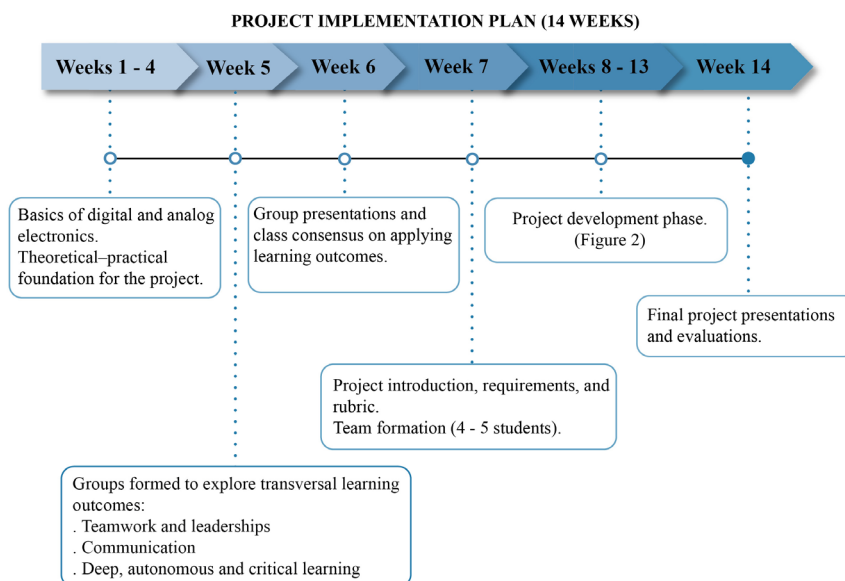 PROJECT IMPLEMENTATION PLAN (14 WEEKS)
Weeks 1 - 4
Week 5
Week 6
Week 7
Weeks 8 - 13
Week 14
Basics of digital and analog
electronics.
Theoretical–practical
foundation for the project.
Group presentations and
class consensus on applying
learning outcomes.
Project development phase.
(Figure 2)
Final project presentations
and evaluations.
Project introduction, requirements, and
rubric.
Team formation (4 - 5 students).
Groups formed to explore transversal learning
outcomes:
. Teamwork and leaderships
. Communication
. Deep, autonomous and critical learning